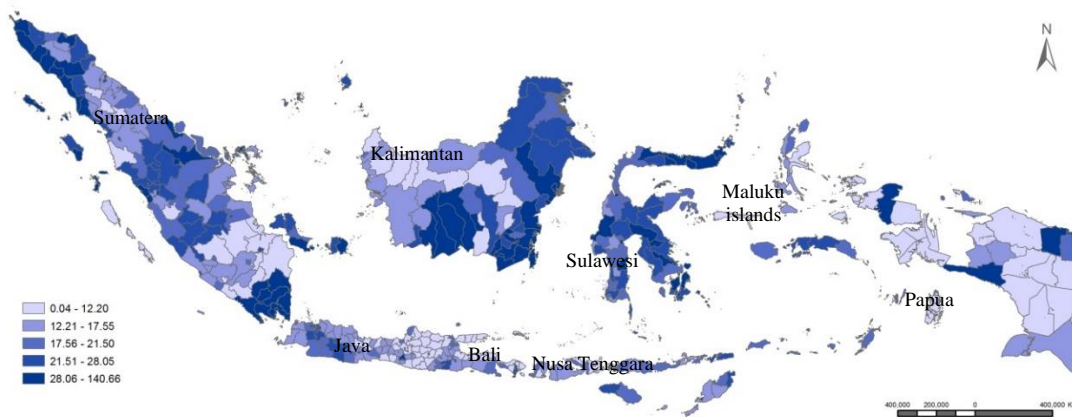 N
Sumatera
Kalimantan
Maluku
islands
Sulawesi
Papua
0.04 - 12.20
12.21 - 17.55
17.56 - 21.50
21.51 - 28.05
28.06 - 140.66
Java
Bali
Nusa Tenggara
400,000 200,000 0 400,000 K